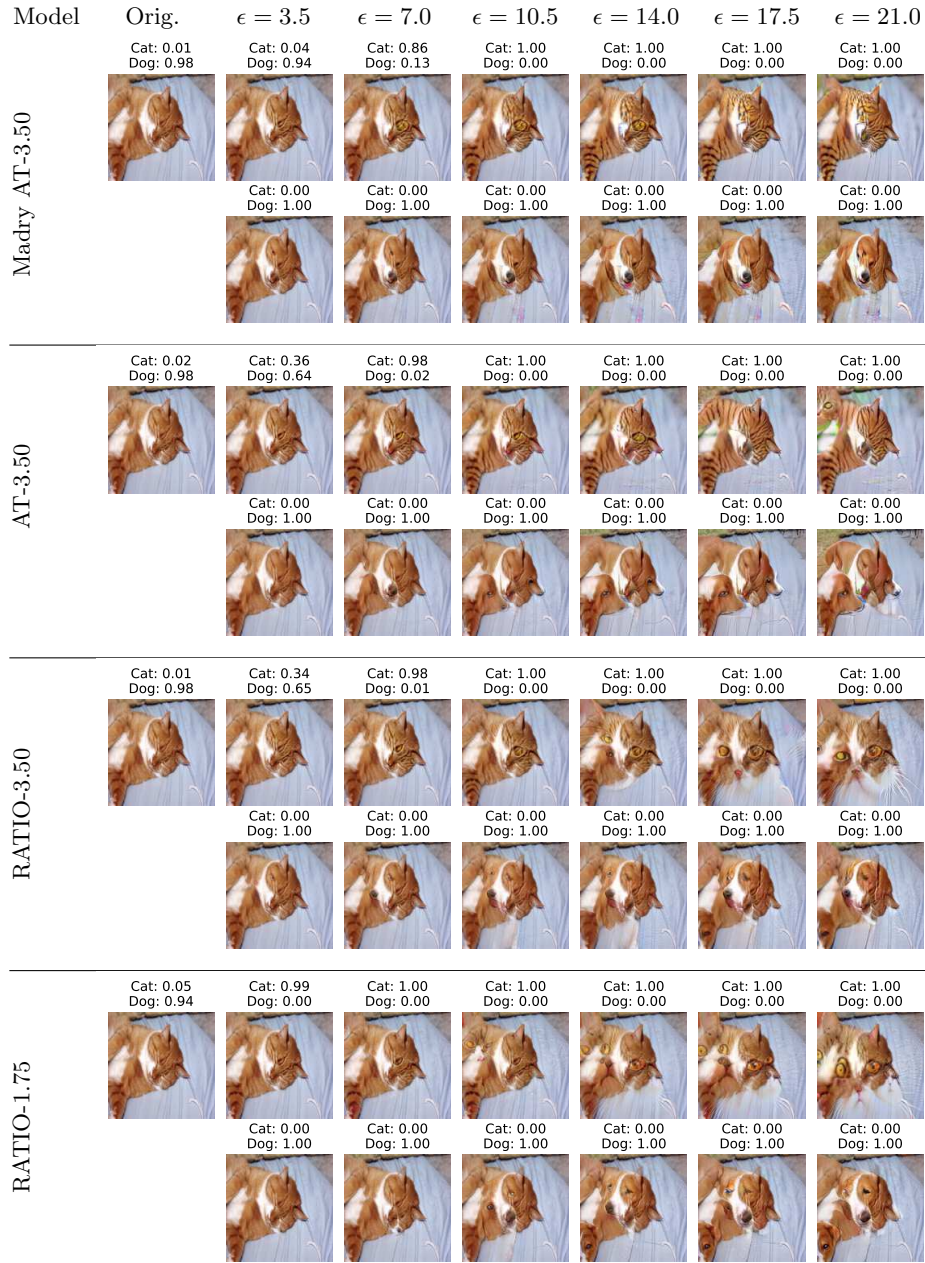 Model Orig. ϵ = 3.5 ϵ = 7.0 ϵ = 10.5 ϵ = 14.0 ϵ = 17.5 ϵ = 21.0
Madry AT-3.50
Cat: 0.01 Cat: 0.04 Cat: 0.86 Cat: 1.00 Cat: 1.00 Cat: 1.00 Cat: 1.00
Dog: 0.98 Dog: 0.94 Dog: 0.13 Dog: 0.00 Dog: 0.00 Dog: 0.00 Dog: 0.00
Cat: 0.00 Cat: 0.00 Cat: 0.00 Cat: 0.00 Cat: 0.00 Cat: 0.00
Dog: 1.00 Dog: 1.00 Dog: 1.00 Dog: 1.00 Dog: 1.00 Dog: 1.00
AT-3.50
Cat: 0.02 Cat: 0.36 Cat: 0.98 Cat: 1.00 Cat: 1.00 Cat: 1.00 Cat: 1.00
Dog: 0.98 Dog: 0.64 Dog: 0.02 Dog: 0.00 Dog: 0.00 Dog: 0.00 Dog: 0.00
Cat: 0.00 Cat: 0.00 Cat: 0.00 Cat: 0.00 Cat: 0.00 Cat: 0.00
Dog: 1.00 Dog: 1.00 Dog: 1.00 Dog: 1.00 Dog: 1.00 Dog: 1.00
RATIO-3.50
Cat: 0.01 Cat: 0.34 Cat: 0.98 Cat: 1.00 Cat: 1.00 Cat: 1.00 Cat: 1.00
Dog: 0.98 Dog: 0.65 Dog: 0.01 Dog: 0.00 Dog: 0.00 Dog: 0.00 Dog: 0.00
Cat: 0.00 Cat: 0.00 Cat: 0.00 Cat: 0.00 Cat: 0.00 Cat: 0.00
Dog: 1.00 Dog: 1.00 Dog: 1.00 Dog: 1.00 Dog: 1.00 Dog: 1.00
RATIO-1.75
Cat: 0.05 Cat: 0.99 Cat: 1.00 Cat: 1.00 Cat: 1.00 Cat: 1.00 Cat: 1.00
Dog: 0.94 Dog: 0.00 Dog: 0.00 Dog: 0.00 Dog: 0.00 Dog: 0.00 Dog: 0.00
Cat: 0.00 Cat: 0.00 Cat: 0.00 Cat: 0.00 Cat: 0.00 Cat: 0.00
Dog: 1.00 Dog: 1.00 Dog: 1.00 Dog: 1.00 Dog: 1.00 Dog: 1.00